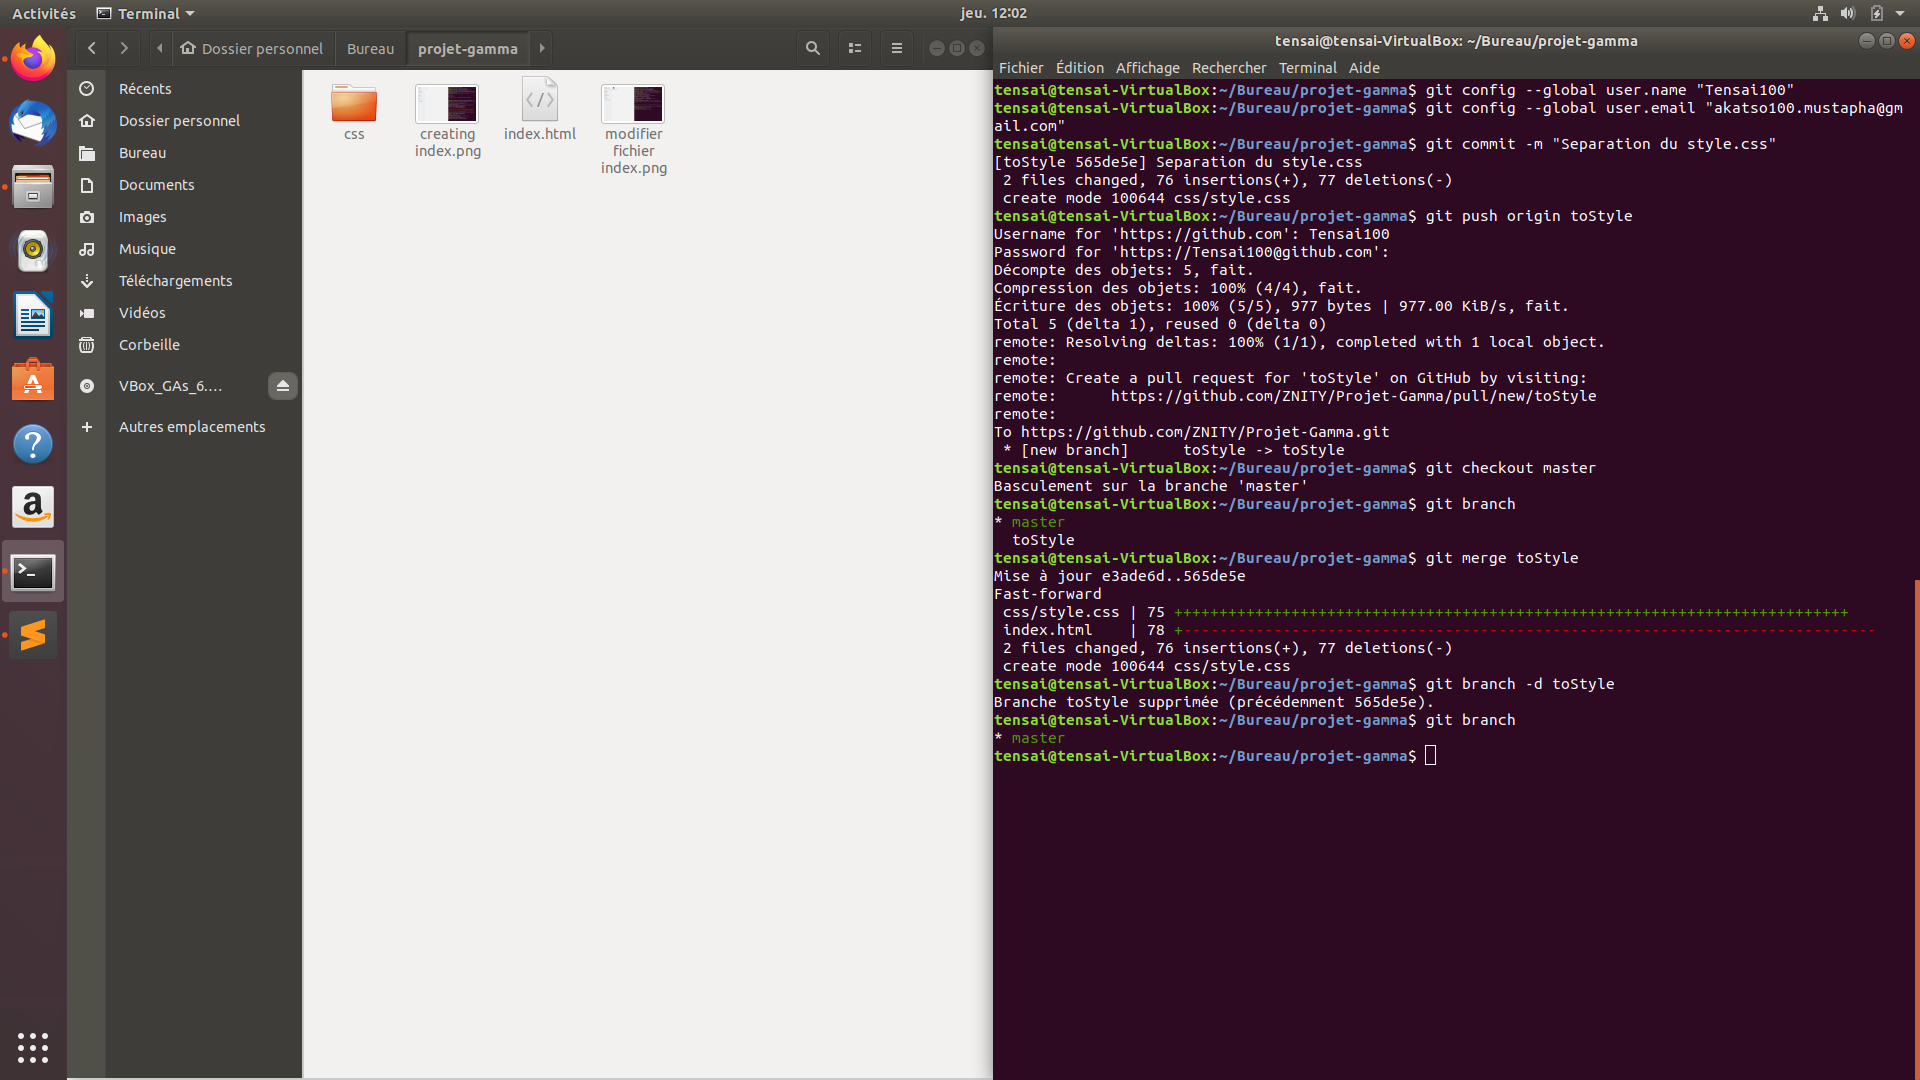 Activités
Terminal
jeu. 12:02
Dossier personnel
Bureau
projet-gamma
Récents
Dossier personnel
Bureau
Documents
Images
Musique
Téléchargements
Vidéos
Corbeille
VBox_GAs_6....
Autres emplacements
css
creating
index.png
index.html
modifier
fichier
index.png
tensai@tensai-VirtualBox: ~/Bureau/projet-gamma
Fichier Édition Affichage Rechercher Terminal Aide
tensai@tensai-VirtualBox:~/Bureau/projet-gamma$ git config --global user.name "Tensai100"
tensai@tensai-VirtualBox:~/Bureau/projet-gamma$ git config --global user.email "akatso100.mustapha@gm
ail.com"
tensai@tensai-VirtualBox:~/Bureau/projet-gamma$ git commit -m "Separation du style.css"
[toStyle 565de5e] Separation du style.css
 2 files changed, 76 insertions(+), 77 deletions(-)
 create mode 100644 css/style.css
tensai@tensai-VirtualBox:~/Bureau/projet-gamma$ git push origin toStyle
Username for 'https://github.com': Tensai100
Password for 'https://Tensai100@github.com':
Décompte des objets: 5, fait.
Compression des objets: 100% (4/4), fait.
Écriture des objets: 100% (5/5), 977 bytes | 977.00 KiB/s, fait.
Total 5 (delta 1), reused 0 (delta 0)
remote: Resolving deltas: 100% (1/1), completed with 1 local object.
remote:
remote: Create a pull request for 'toStyle' on GitHub by visiting:
remote:      https://github.com/ZNITY/Projet-Gamma/pull/new/toStyle
remote:
To https://github.com/ZNITY/Projet-Gamma.git
 * [new branch]      toStyle -> toStyle
tensai@tensai-VirtualBox:~/Bureau/projet-gamma$ git checkout master
Basculement sur la branche 'master'
tensai@tensai-VirtualBox:~/Bureau/projet-gamma$ git branch
* master
  toStyle
tensai@tensai-VirtualBox:~/Bureau/projet-gamma$ git merge toStyle
Mise à jour e3ade6d..565de5e
Fast-forward
 css/style.css | 75 +++++++++++++++++++++++++++++++++++++++++++++++++++++++++++++++++++++++++++
 index.html    | 78 +-----------------------------------------------------------------------------
 2 files changed, 76 insertions(+), 77 deletions(-)
 create mode 100644 css/style.css
tensai@tensai-VirtualBox:~/Bureau/projet-gamma$ git branch -d toStyle
Branche toStyle supprimée (précédemment 565de5e).
tensai@tensai-VirtualBox:~/Bureau/projet-gamma$ git branch
* master
tensai@tensai-VirtualBox:~/Bureau/projet-gamma$